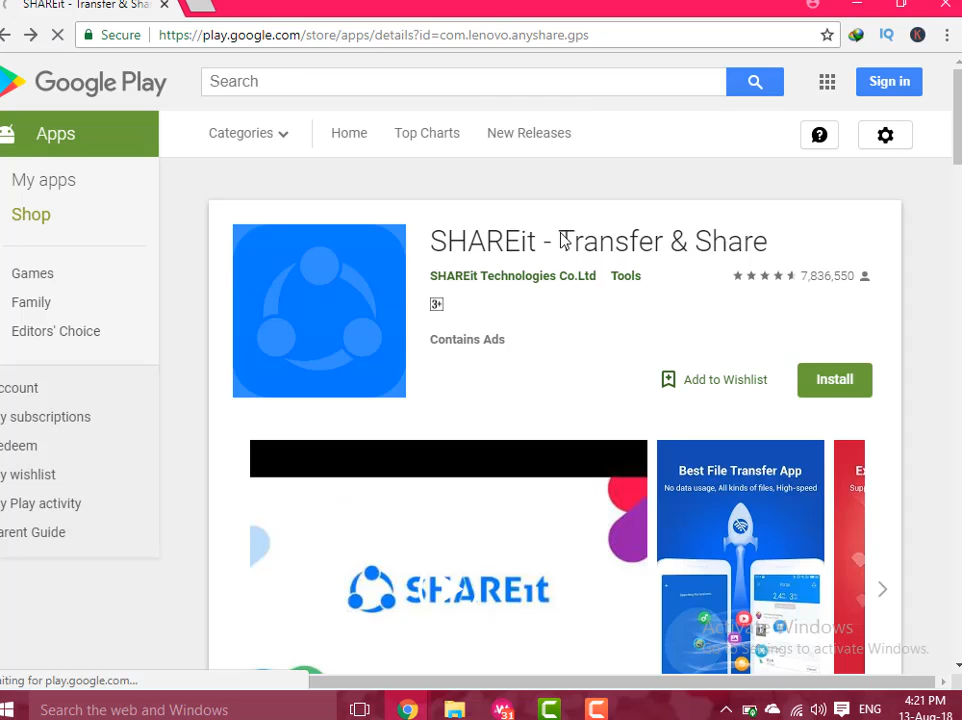 SHAREit - Transfer & Sha
Secure https://play.google.com/store/apps/details?id=com.lenovo.anyshare.gps
IQ K
Google Play Search Sign in
Apps Categories Home Top Charts New Releases
My apps
Shop
Games
Family
Editors' Choice
ccount
y subscriptions
edeem
y wishlist
y Play activity
arent Guide
SHAREit - Transfer & Share
SHAREit Technologies Co.Ltd Tools 7,836,550
3+
Contains Ads
Add to Wishlist Install
SHAREit
Best File Transfer App
No data usage, All kinds of files, High-speed
Activate Windows
Go to Settings to activate Windows.
aiting for play.google.com...
Search the web and Windows
31
ENG
4:21 PM
13-Aug-18